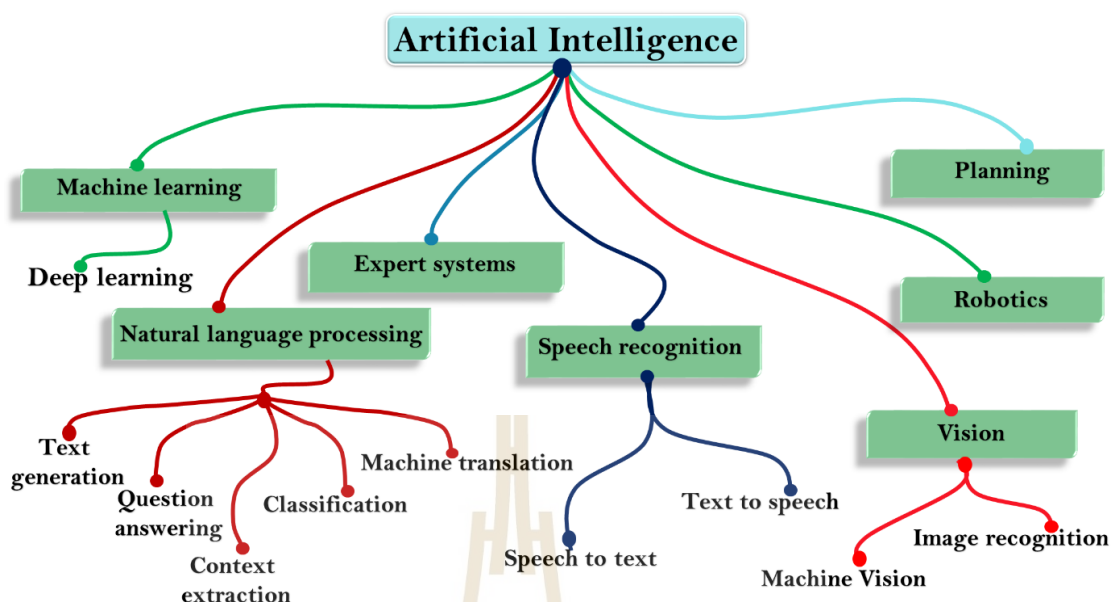 Artificial Intelligence
Machine learning
Deep learning
Natural language processing
Text
generation
Question
answering
Context
extraction
Classification
Machine translation
Expert systems
Speech recognition
Speech to text
Text to speech
Vision
Machine Vision
Image recognition
Robotics
Planning